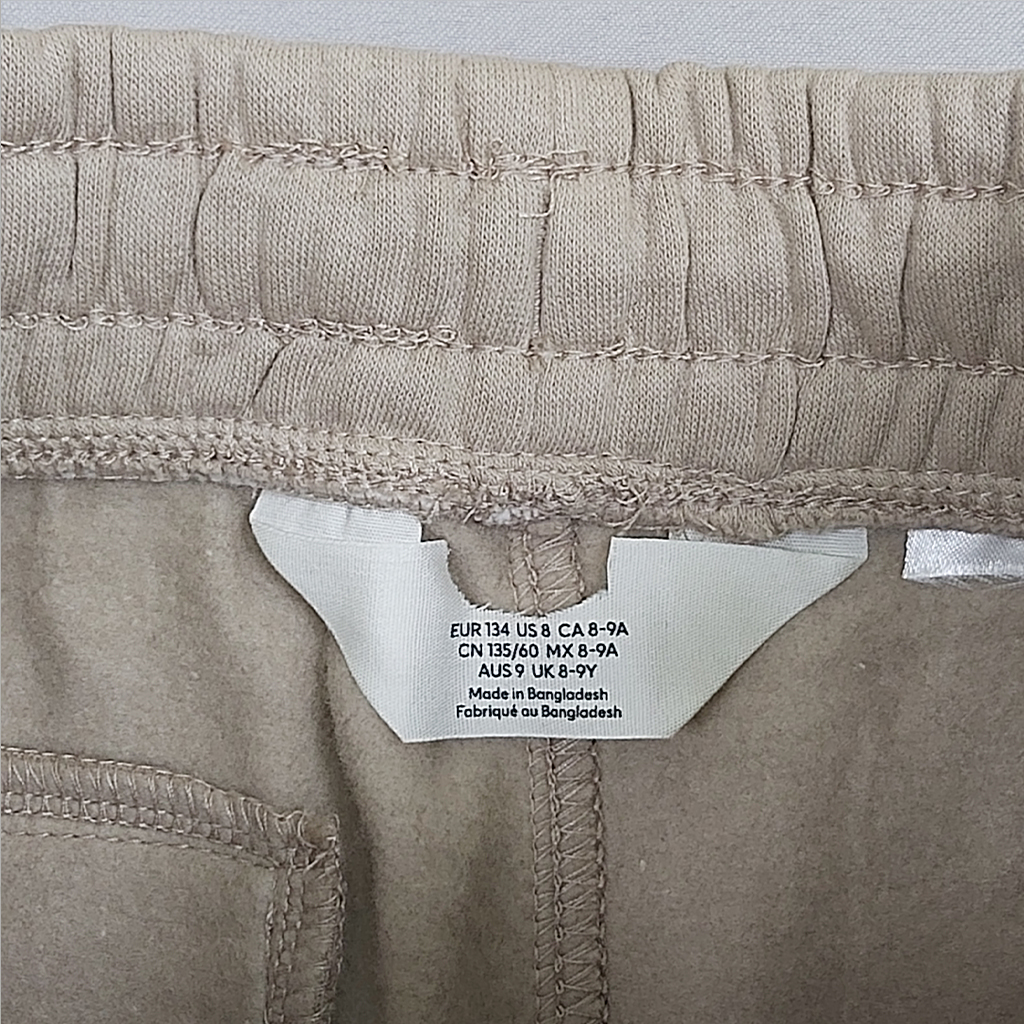 EUR 134 US 8 CA 8-9A
CN 135/60 MX 8-9A
AUS 9 UK 8-9Y
Made in Bangladesh
Fabriqué au Bangladesh